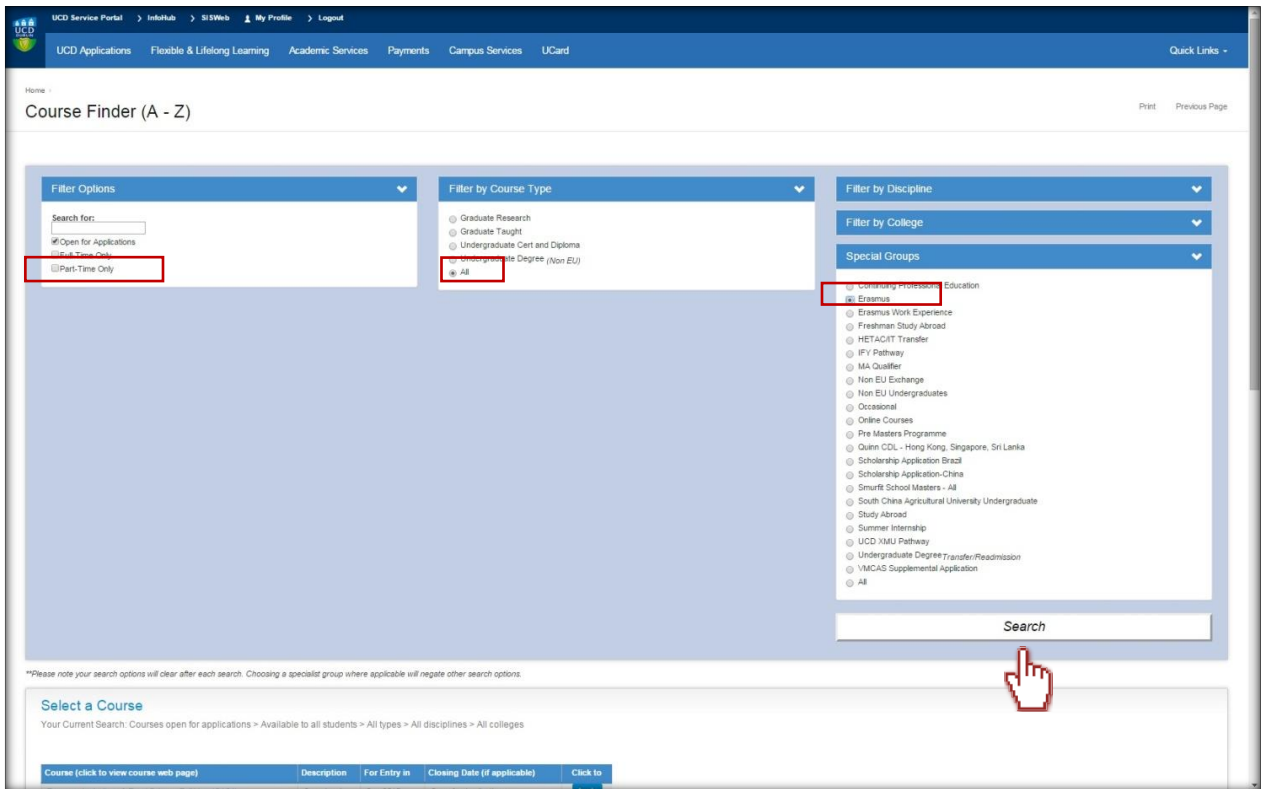 UCD
DUBLIN
UCD Service Portal > InfoHub > SISWeb My Profile > Logout
UCD Applications Flexible & Lifelong Learning Academic Services Payments Campus Services UCard Quick Links
Home ›
Course Finder (A - Z)
Print Previous Page
Filter Options
Search for:
Open for Applications
Full-Time Only
Part-Time Only
Filter by Course Type
Graduate Research
Graduate Taught
Undergraduate Cert and Diploma
Undergraduate Degree (Non EU)
All
Filter by Discipline
Filter by College
Special Groups
Continuing Professional Education
Erasmus
Erasmus Work Experience
Freshman Study Abroad
HETAC/IT Transfer
IFY Pathway
MA Qualifier
Non EU Exchange
Non EU Undergraduates
Occasional
Online Courses
Pre Masters Programme
Quinn CDL - Hong Kong, Singapore, Sri Lanka
Scholarship Application Brazil
Scholarship Application-China
Smurfit School Masters - All
South China Agricultural University Undergraduate
Study Abroad
Summer Internship
UCD XMU Pathway
Undergraduate Degree Transfer/Readmission
VMCAS Supplemental Application
All
Search
**Please note your search options will clear after each search. Choosing a specialist group where applicable will negate other search options.
Select a Course
Your Current Search: Courses open for applications > Available to all students > All types > All disciplines > All colleges
Course (click to view course web page) Description For Entry in Closing Date (if applicable) Click to